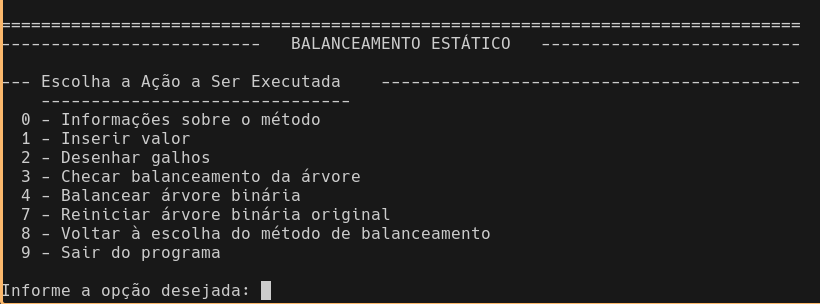 ================================================================================
--------------------------   BALANCEAMENTO ESTÁTICO   --------------------------
--- Escolha a Ação a Ser Executada    ------------------------------------------
    -------------------------------
  0 - Informações sobre o método
  1 - Inserir valor
  2 - Desenhar galhos
  3 - Checar balanceamento da árvore
  4 - Balancear árvore binária
  7 - Reiniciar árvore binária original
  8 - Voltar à escolha do método de balanceamento
  9 - Sair do programa
Informe a opção desejada: